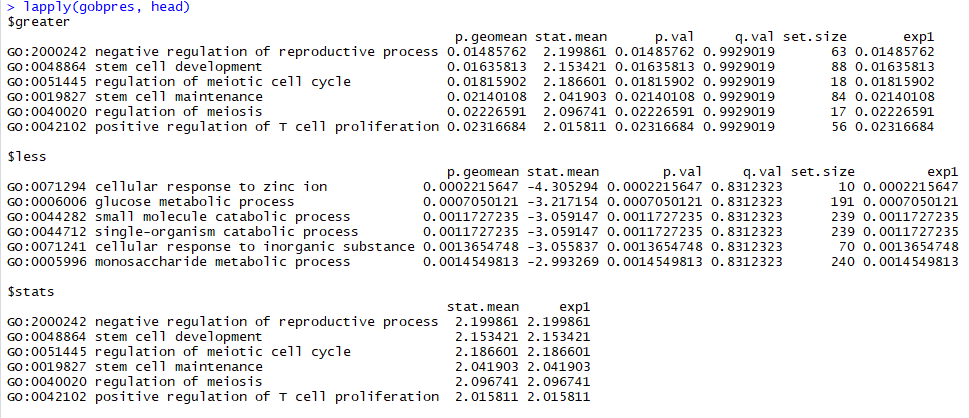 > lapply(gobpres, head)
$greater
p.geomean stat.mean p.val q.val set.size exp1
GO:2000242 negative regulation of reproductive process 0.01485762 2.199861 0.01485762 0.9929019 63 0.01485762
GO:0048864 stem cell development 0.01635813 2.153421 0.01635813 0.9929019 88 0.01635813
GO:0051445 regulation of meiotic cell cycle 0.01815902 2.186601 0.01815902 0.9929019 18 0.01815902
GO:0019827 stem cell maintenance 0.02140108 2.041903 0.02140108 0.9929019 84 0.02140108
GO:0040020 regulation of meiosis 0.02226591 2.096741 0.02226591 0.9929019 17 0.02226591
GO:0042102 positive regulation of T cell proliferation 0.02316684 2.015811 0.02316684 0.9929019 56 0.02316684
$less
p.geomean stat.mean p.val q.val set.size exp1
GO:0071294 cellular response to zinc ion 0.0002215647 -4.305294 0.0002215647 0.8312323 10 0.0002215647
GO:0006006 glucose metabolic process 0.0007050121 -3.217154 0.0007050121 0.8312323 191 0.0007050121
GO:0044282 small molecule catabolic process 0.0011727235 -3.059147 0.0011727235 0.8312323 239 0.0011727235
GO:0044712 single-organism catabolic process 0.0011727235 -3.059147 0.0011727235 0.8312323 239 0.0011727235
GO:0071241 cellular response to inorganic substance 0.0013654748 -3.055837 0.0013654748 0.8312323 70 0.0013654748
GO:0005996 monosaccharide metabolic process 0.0014549813 -2.993269 0.0014549813 0.8312323 240 0.0014549813
$stats
stat.mean exp1
GO:2000242 negative regulation of reproductive process 2.199861 2.199861
GO:0048864 stem cell development 2.153421 2.153421
GO:0051445 regulation of meiotic cell cycle 2.186601 2.186601
GO:0019827 stem cell maintenance 2.041903 2.041903
GO:0040020 regulation of meiosis 2.096741 2.096741
GO:0042102 positive regulation of T cell proliferation 2.015811 2.015811